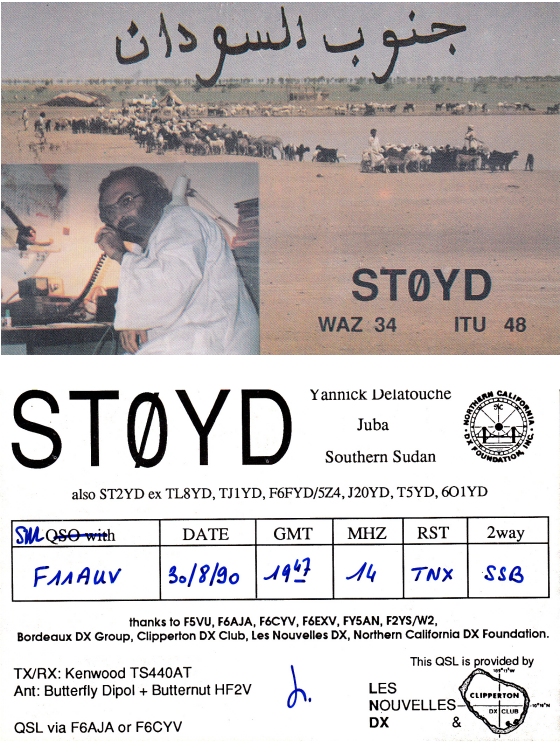 جنوب السودان
STØYD
WAZ 34 ITU 48
STØYD
Yannick Delatouche
Juba
Southern Sudan
NORTHERN CALIFORNIA DX FOUNDATION, INC.
also ST2YD ex TL8YD, TJ1YD, F6FYD/5Z4, J20YD, T5YD, 6O1YD
SWL QSO with DATE GMT MHZ RST 2way
F11AUV 30/8/90 1947 14 TNX SSB
thanks to F5VU, F6AJA, F6CYV, F6EXV, FY5AN, F2YS/W2,
Bordeaux DX Group, Clipperton DX Club, Les Nouvelles DX, Northern California DX Foundation.
TX/RX: Kenwood TS440AT
Ant: Butterfly Dipol + Butternut HF2V
QSL via F6AJA or F6CYV
This QSL is provided by
LES
NOUVELLES
DX &
CLIPPERTON
DX CLUB